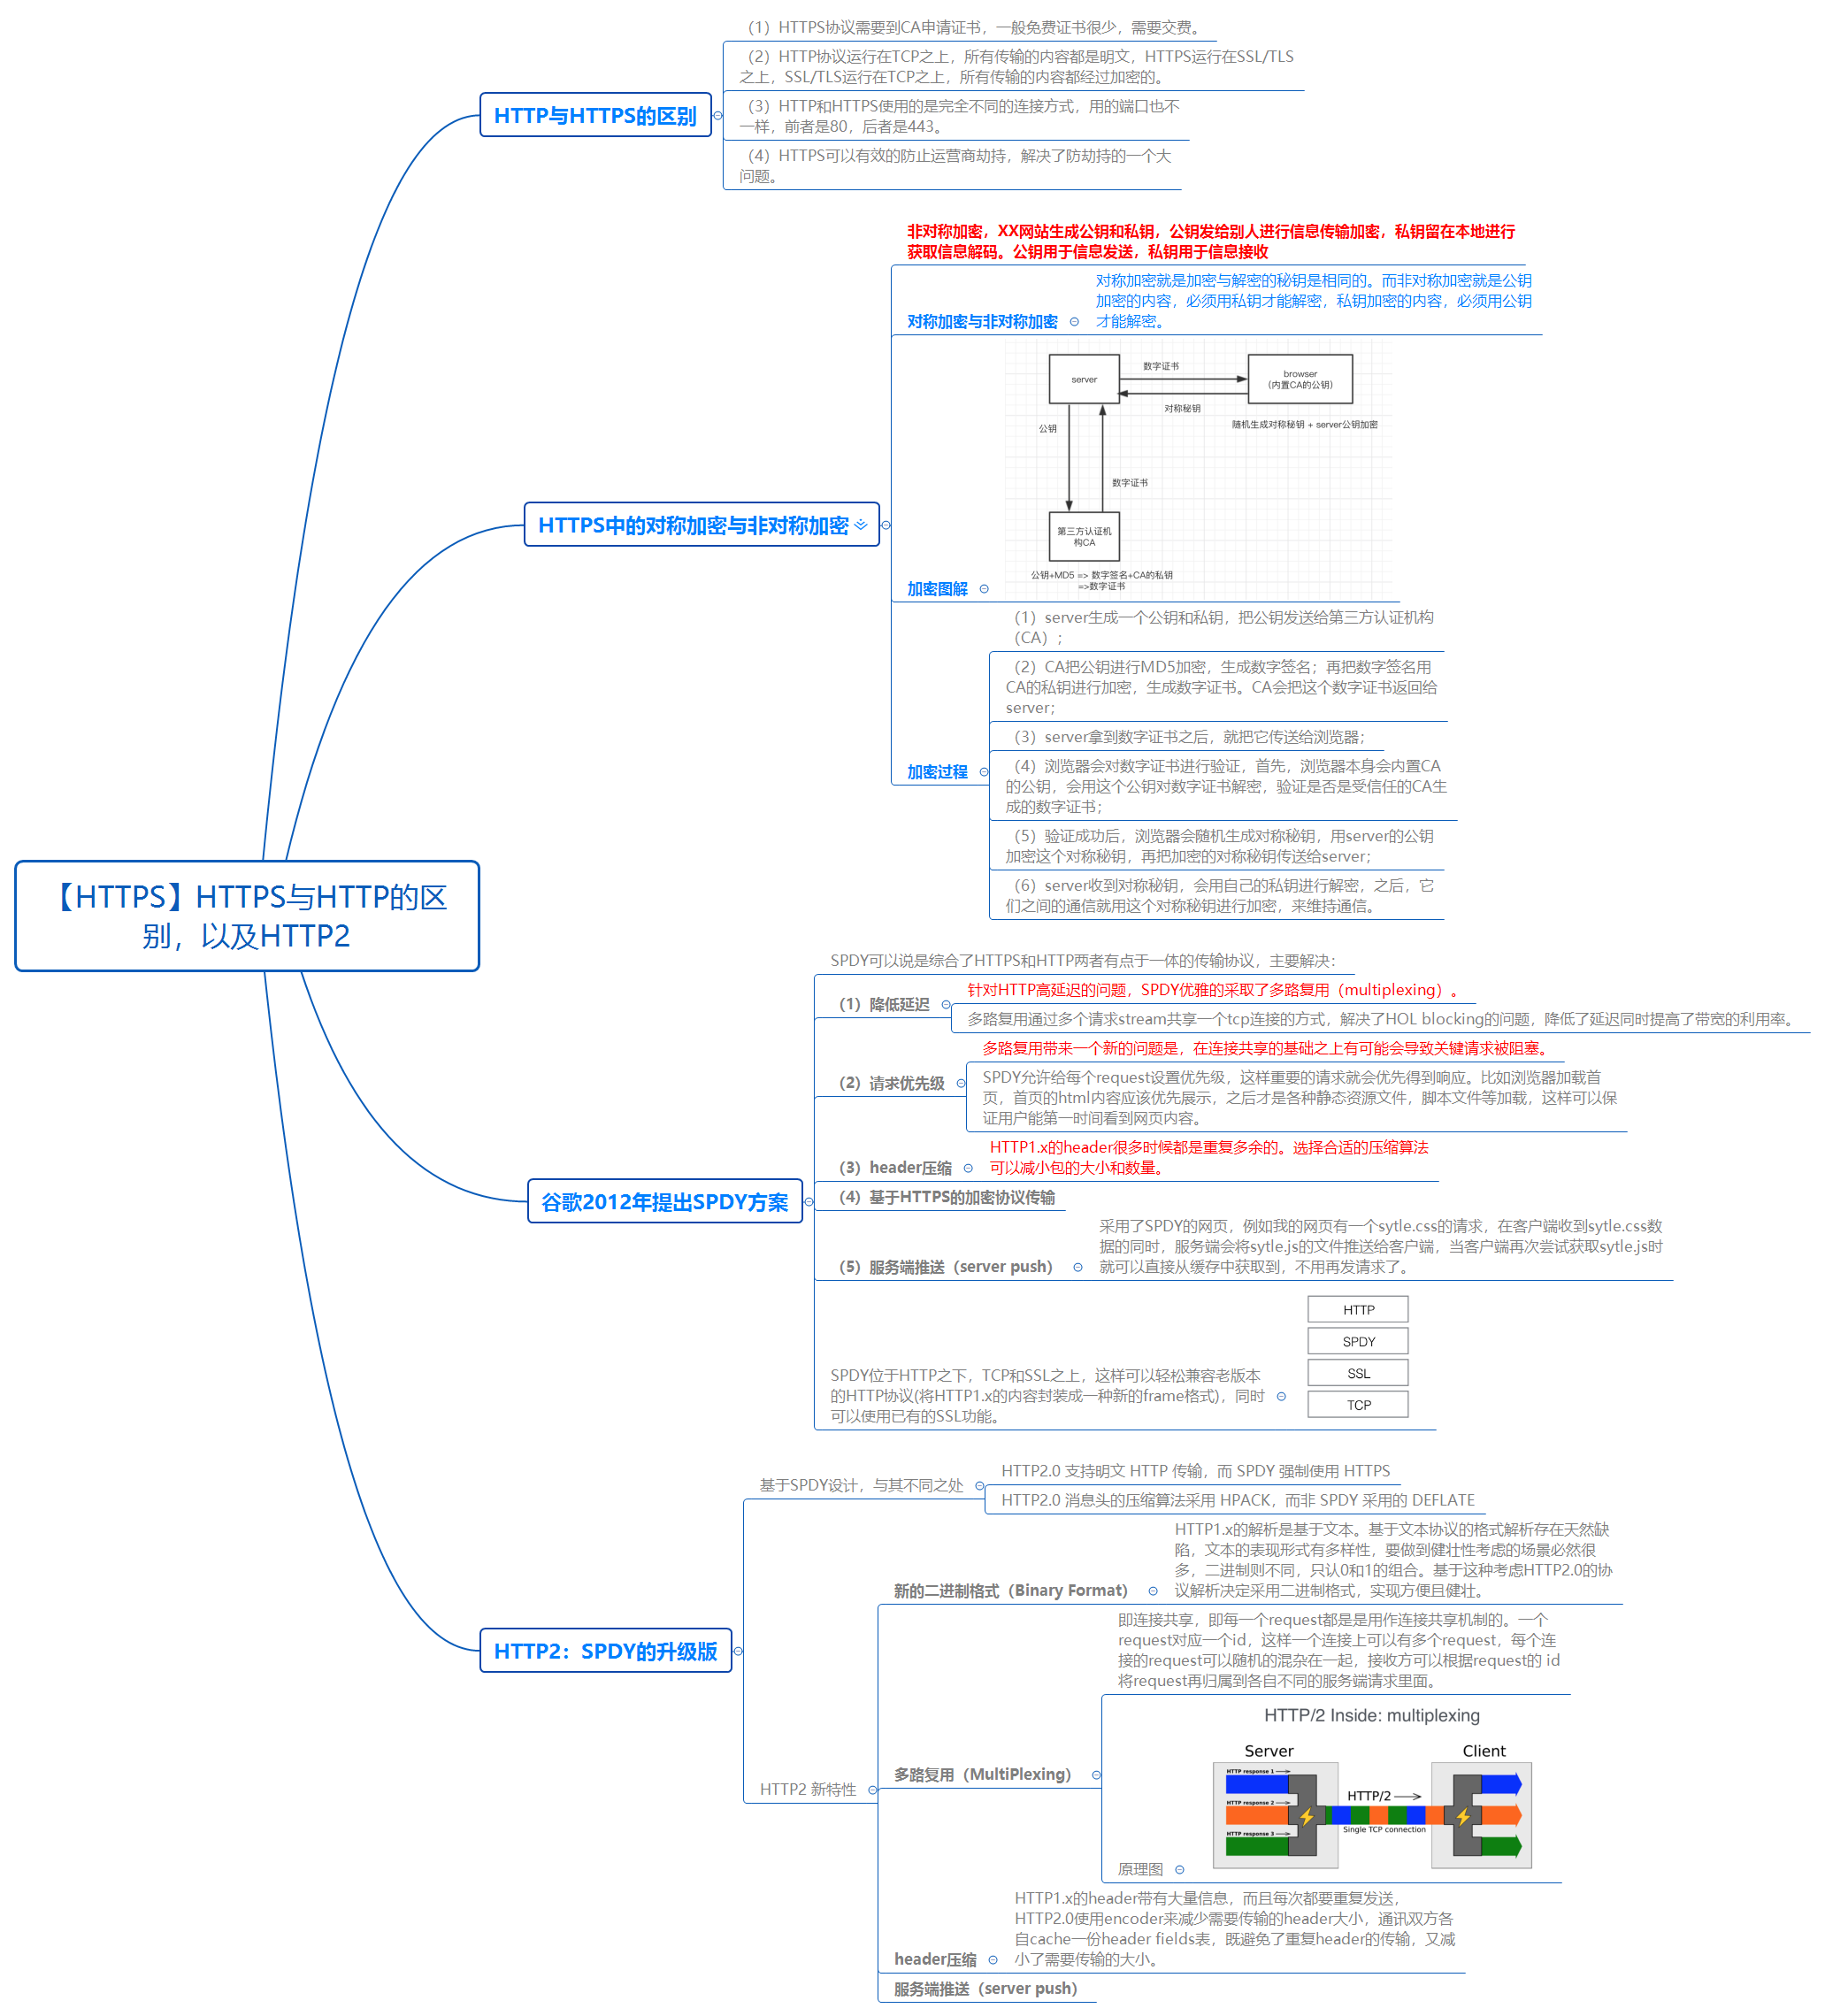 【HTTPS】HTTPS与HTTP的区
别，以及HTTP2
HTTP与HTTPS的区别
（1）HTTPS协议需要到CA申请证书，一般免费证书很少，需要交费。
（2）HTTP协议运行在TCP之上，所有传输的内容都是明文，HTTPS运行在SSL/TLS
之上，SSL/TLS运行在TCP之上，所有传输的内容都经过加密的。
（3）HTTP和HTTPS使用的是完全不同的连接方式，用的端口也不
一样，前者是80，后者是443。
（4）HTTPS可以有效的防止运营商劫持，解决了防劫持的一个大
问题。
HTTPS中的对称加密与非对称加密
非对称加密，XX网站生成公钥和私钥，公钥发给别人进行信息传输加密，私钥留在本地进行
获取信息解码。公钥用于信息发送，私钥用于信息接收
对称加密与非对称加密
对称加密就是加密与解密的秘钥是相同的。而非对称加密就是公钥
加密的内容，必须用私钥才能解密，私钥加密的内容，必须用公钥
才能解密。
加密图解
server
数字证书
browser
（内置CA的公钥）
对称秘钥
随机生成对称秘钥 + server公钥加密
公钥
数字证书
第三方认证机
构CA
公钥+MD5 => 数字签名+CA的私钥
=>数字证书
加密过程
（1）server生成一个公钥和私钥，把公钥发送给第三方认证机构
（CA）；
（2）CA把公钥进行MD5加密，生成数字签名；再把数字签名用
CA的私钥进行加密，生成数字证书。CA会把这个数字证书返回给
server；
（3）server拿到数字证书之后，就把它传送给浏览器；
（4）浏览器会对数字证书进行验证，首先，浏览器本身会内置CA
的公钥，会用这个公钥对数字证书解密，验证是否是受信任的CA生
成的数字证书；
（5）验证成功后，浏览器会随机生成对称秘钥，用server的公钥
加密这个对称秘钥，再把加密的对称秘钥传送给server；
（6）server收到对称秘钥，会用自己的私钥进行解密，之后，它
们之间的通信就用这个对称秘钥进行加密，来维持通信。
谷歌2012年提出SPDY方案
SPDY可以说是综合了HTTPS和HTTP两者有点于一体的传输协议，主要解决：
（1）降低延迟
针对HTTP高延迟的问题，SPDY优雅的采取了多路复用（multiplexing）。
多路复用通过多个请求stream共享一个tcp连接的方式，解决了HOL blocking的问题，降低了延迟同时提高了带宽的利用率。
（2）请求优先级
多路复用带来一个新的问题是，在连接共享的基础之上有可能会导致关键请求被阻塞。
SPDY允许给每个request设置优先级，这样重要的请求就会优先得到响应。比如浏览器加载首
页，首页的html内容应该优先展示，之后才是各种静态资源文件，脚本文件等加载，这样可以保
证用户能第一时间看到网页内容。
（3）header压缩
HTTP1.x的header很多时候都是重复多余的。选择合适的压缩算法
可以减小包的大小和数量。
（4）基于HTTPS的加密协议传输
（5）服务端推送（server push）
采用了SPDY的网页，例如我的网页有一个sytle.css的请求，在客户端收到sytle.css数
据的同时，服务端会将sytle.js的文件推送给客户端，当客户端再次尝试获取sytle.js时
就可以直接从缓存中获取到，不用再发请求了。
SPDY位于HTTP之下，TCP和SSL之上，这样可以轻松兼容老版本
的HTTP协议(将HTTP1.x的内容封装成一种新的frame格式)，同时
可以使用已有的SSL功能。
HTTP
SPDY
SSL
TCP
HTTP2：SPDY的升级版
基于SPDY设计，与其不同之处
HTTP2.0 支持明文 HTTP 传输，而 SPDY 强制使用 HTTPS
HTTP2.0 消息头的压缩算法采用 HPACK，而非 SPDY 采用的 DEFLATE
HTTP2 新特性
新的二进制格式（Binary Format）
HTTP1.x的解析是基于文本。基于文本协议的格式解析存在天然缺
陷，文本的表现形式有多样性，要做到健壮性考虑的场景必然很
多，二进制则不同，只认0和1的组合。基于这种考虑HTTP2.0的协
议解析决定采用二进制格式，实现方便且健壮。
多路复用（MultiPlexing）
即连接共享，即每一个request都是是用作连接共享机制的。一个
request对应一个id，这样一个连接上可以有多个request，每个连
接的request可以随机的混杂在一起，接收方可以根据request的 id
将request再归属到各自不同的服务端请求里面。
原理图
HTTP/2 Inside: multiplexing
Server
Client
HTTP response 1
HTTP response 2
HTTP response 3
HTTP/2
Single TCP connection
header压缩
HTTP1.x的header带有大量信息，而且每次都要重复发送，
HTTP2.0使用encoder来减少需要传输的header大小，通讯双方各
自cache一份header fields表，既避免了重复header的传输，又减
小了需要传输的大小。
服务端推送（server push）